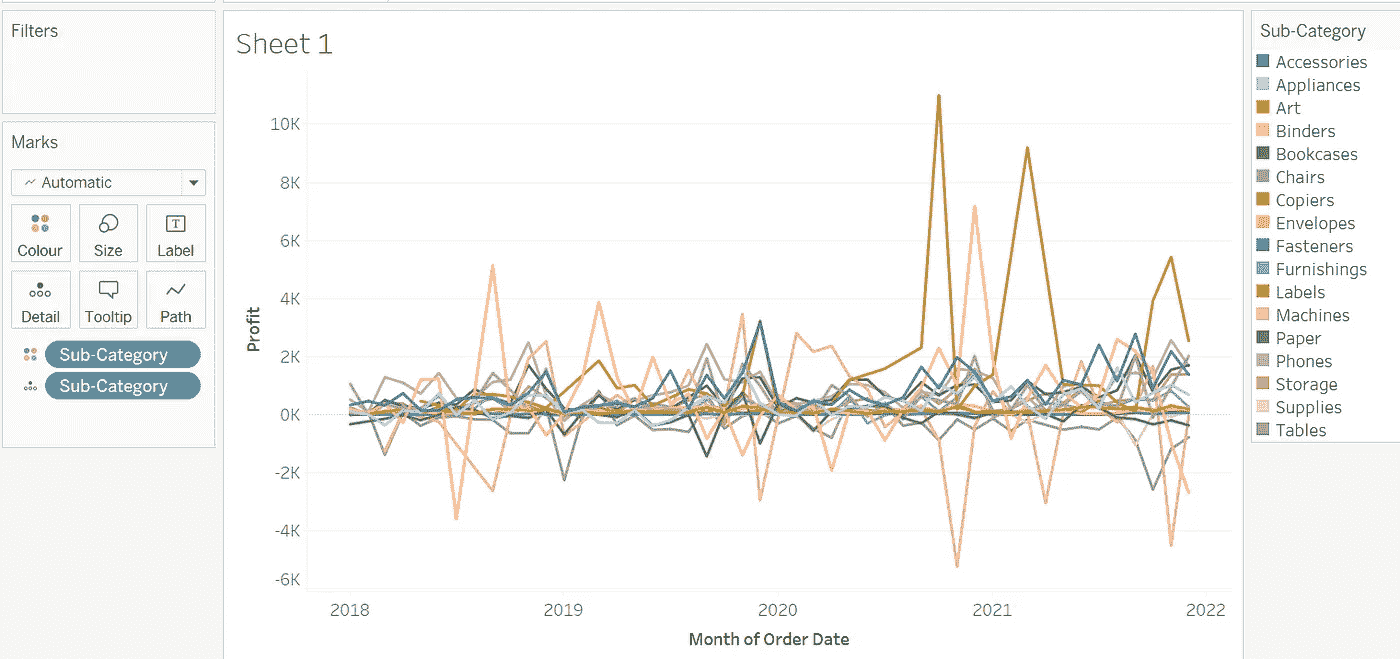 Filters
Marks
Automatic
Colour
Size
Label
Detail
Tooltip
Path
Sub-Category
Sub-Category
Sheet 1
Profit
10K
8K
6K
4K
2K
0K
-2K
-4K
-6K
2018
2019
2020
2021
2022
Month of Order Date
Sub-Category
Accessories
Appliances
Art
Binders
Bookcases
Chairs
Copiers
Envelopes
Fasteners
Furnishings
Labels
Machines
Paper
Phones
Storage
Supplies
Tables